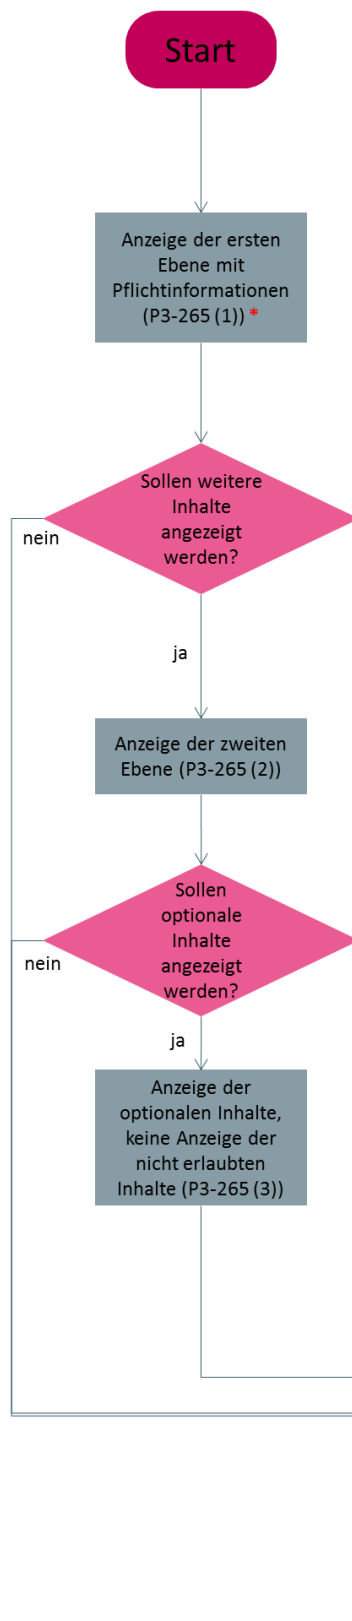 Start
Anzeige der ersten
Ebene mit
Pflichtinformationen
(P3-265 (1)) *
Sollen weitere
Inhalte
angezeigt
werden?
nein
ja
Anzeige der zweiten
Ebene (P3-265 (2))
Sollen
optionale
Inhalte
angezeigt
werden?
nein
ja
Anzeige der
optionalen Inhalte,
keine Anzeige der
nicht erlaubten
Inhalte (P3-265 (3))